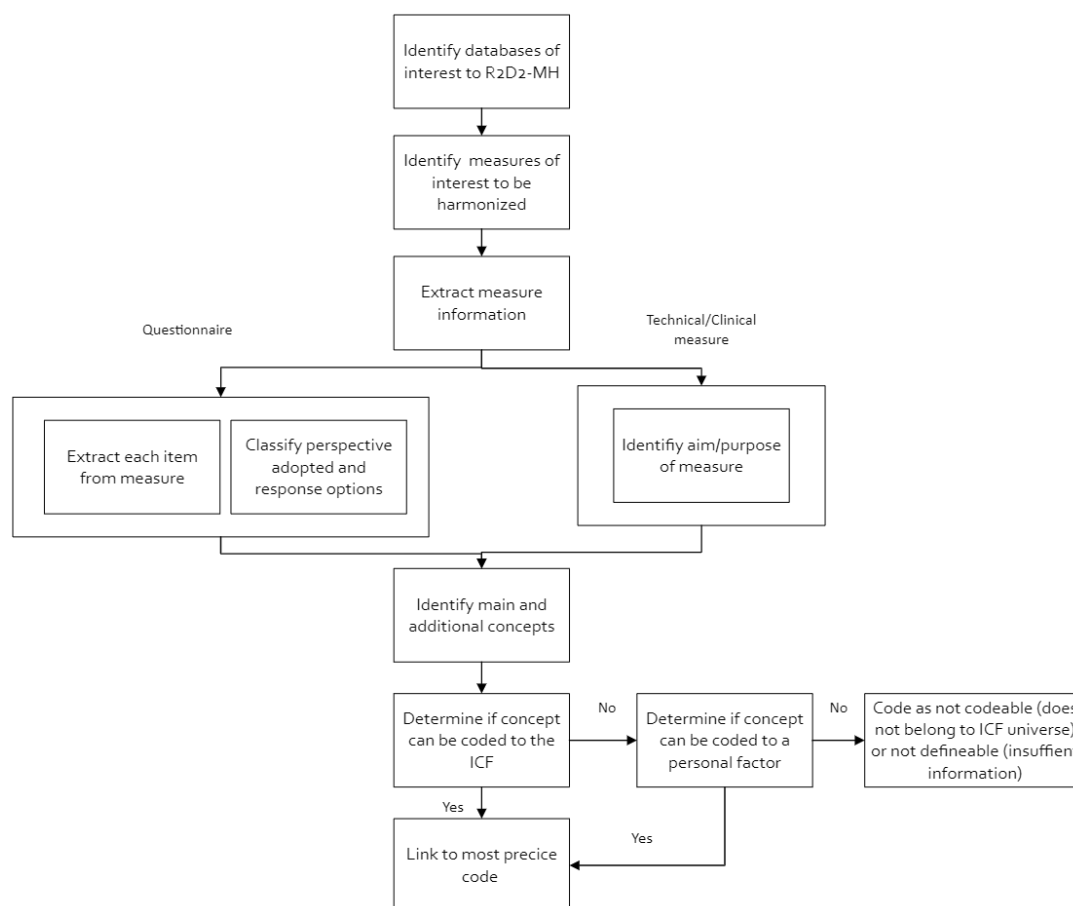 Identify databases of
interest to R2D2-MH
Identify measures of
interest to be
harmonized
Extract measure
information
Questionnaire
Technical/Clinical
measure
Extract each item
from measure
Classify perspective
adopted and
response options
Identifiy aim/purpose
of measure
Identify main and
additional concepts
Determine if concept
can be coded to the
ICF
No
Determine if concept
can be coded to a
personal factor
No
Code as not codeable (does
not belong to ICF universe)
or not defineable (insufficient
information)
Yes
Yes
Link to most precice
code